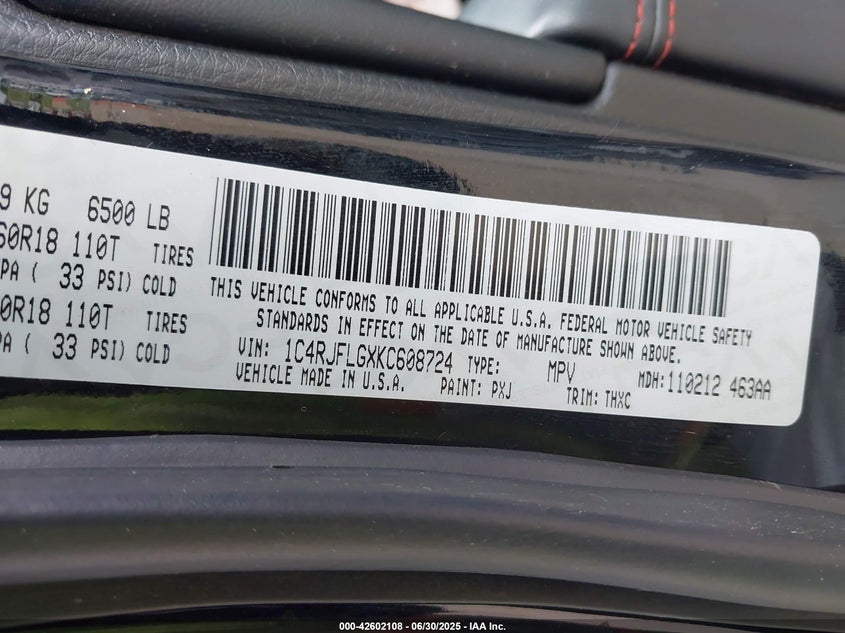 9 KG 6500 LB
60R18 110T TIRES
PA ( 33 PSI) COLD
0R18 110T TIRES
PA ( 33 PSI) COLD
THIS VEHICLE CONFORMS TO ALL APPLICABLE U.S.A. FEDERAL MOTOR VEHICLE SAFETY
STANDARDS IN EFFECT ON THE DATE OF MANUFACTURE SHOWN ABOVE.
VIN: 1C4RJFLGXKC608724 TYPE: MPV MDH: 110212 463AA
VEHICLE MADE IN U.S.A. PAINT: PXJ TRIM: THXC
000-42602108 - 06/30/2025 - IAA Inc.